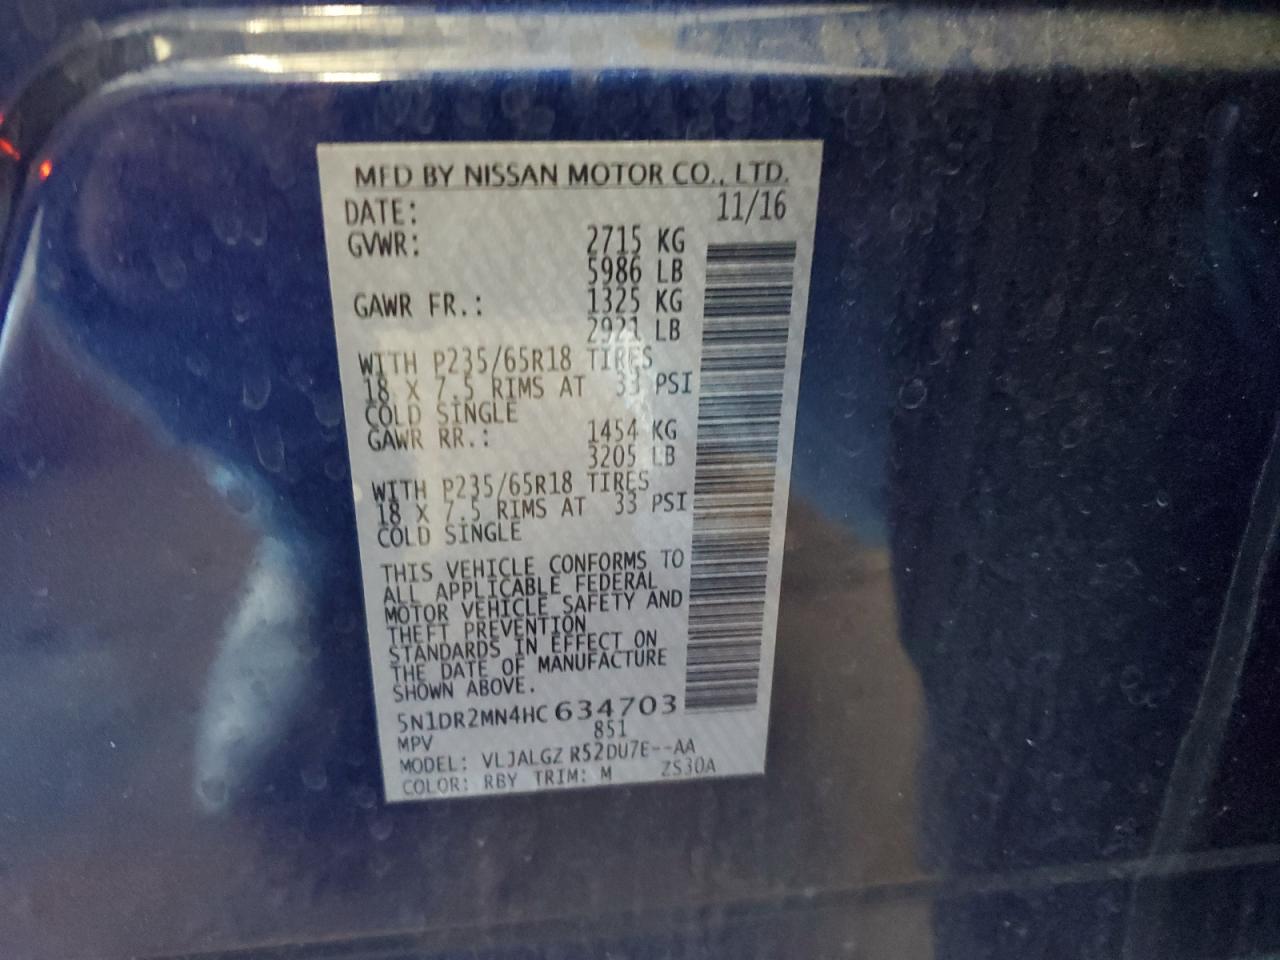 MFD BY NISSAN MOTOR CO., LTD.
DATE: 11/16
GVWR: 2715 KG
5986 LB
GAWR FR.: 1325 KG
2921 LB
WITH P235/65R18 TIRES
18 X 7.5 RIMS AT 33 PSI
COLD SINGLE
GAWR RR.: 1454 KG
3205 LB
WITH P235/65R18 TIRES
18 X 7.5 RIMS AT 33 PSI
COLD SINGLE
THIS VEHICLE CONFORMS TO
ALL APPLICABLE FEDERAL
MOTOR VEHICLE SAFETY AND
THEFT PREVENTION
STANDARDS IN EFFECT ON
THE DATE OF MANUFACTURE
SHOWN ABOVE.
5N1DR2MN4HC 634703
MPV 851
MODEL: VLJALGZ R52DU7E--AA
COLOR: RBY TRIM: M ZS30A